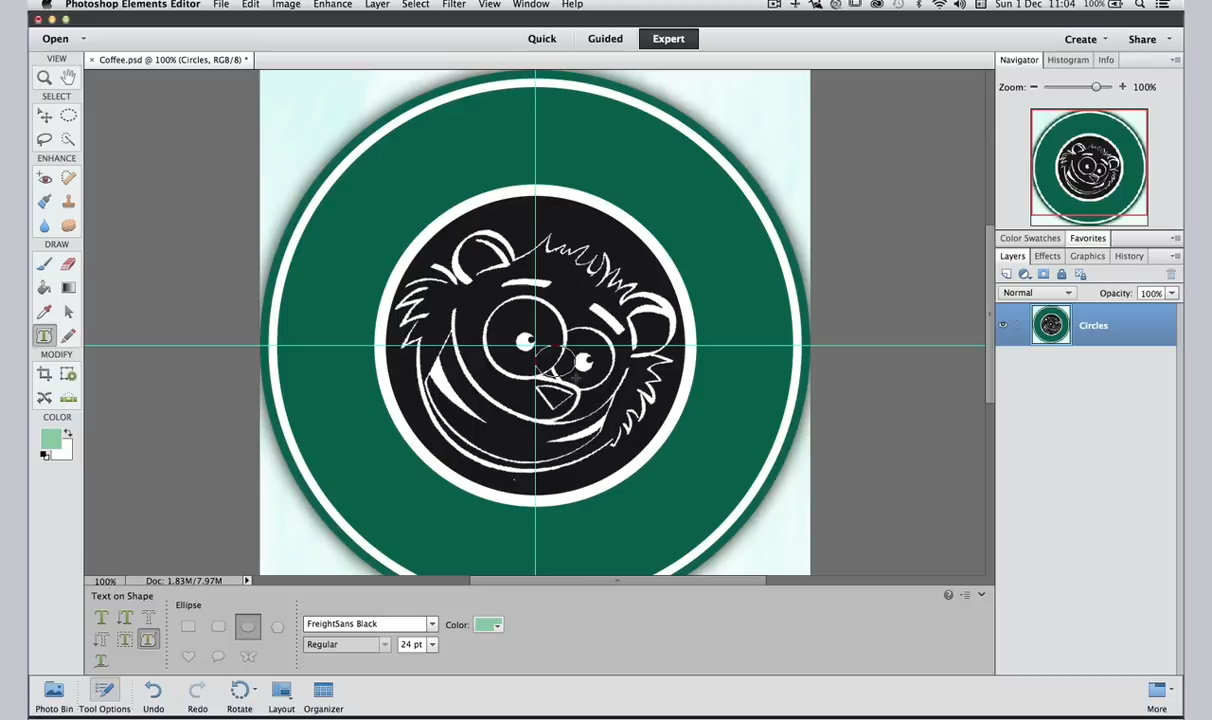 Photoshop Elements Editor File Edit Image Enhance Layer Select Filter View Window Help 100% Sun 1 Dec 11:04
Open Quick Guided Expert Create Share
VIEW
× Coffee.psd @ 100% (Circles, RGB/8) *
Navigator Histogram Info
Zoom: 100%
SELECT
ENHANCE
DRAW
MODIFY
COLOR
Color Swatches Favorites
Layers Effects Graphics History
Normal Opacity: 100%
Circles
100% Doc: 1.83M/7.97M
Text on Shape
Ellipse
FreightSans Black Color:
Regular 24 pt
Photo Bin Tool Options Undo Redo Rotate Layout Organizer More